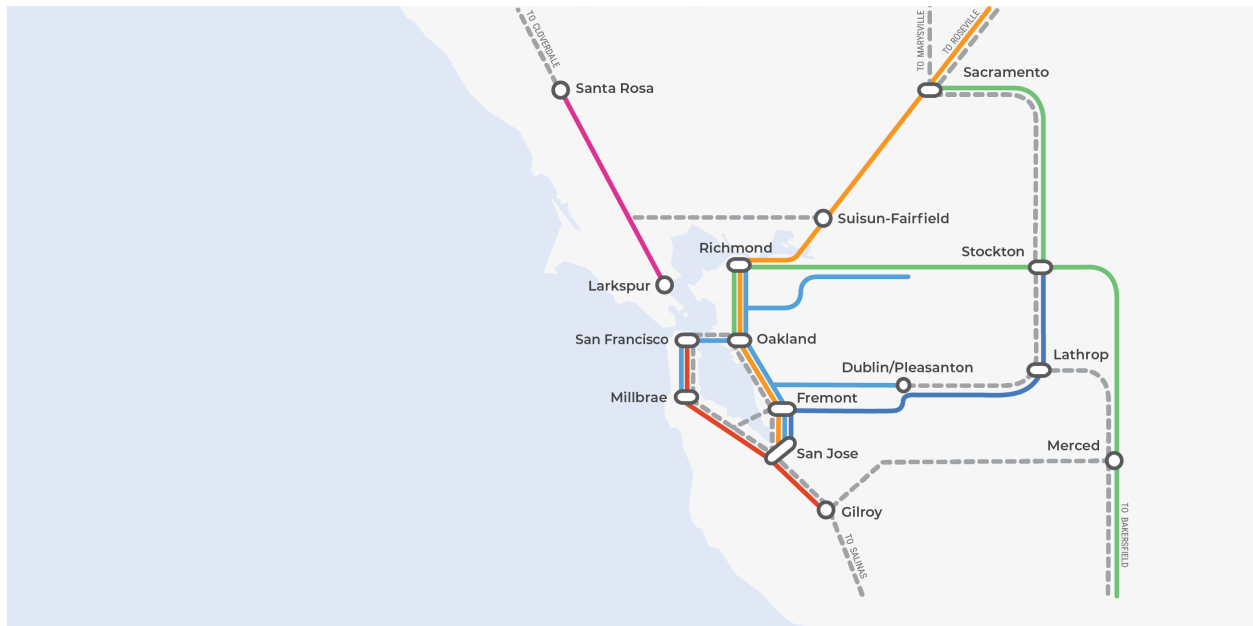 TO CLOVERDALE
TO MARYSVILLE
TO ROSEVILLE
Sacramento
Santa Rosa
Suisun-Fairfield
Richmond
Stockton
Larkspur
San Francisco
Oakland
Lathrop
Dublin/Pleasanton
Millbrae
Fremont
San Jose
Merced
Gilroy
TO BAKERSFIELD
TO SALINAS